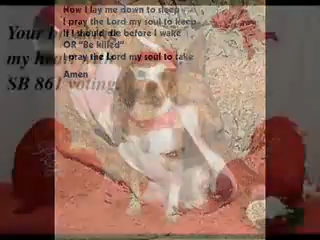 Now I lay me down to sleep
I pray the Lord my soul to keep
If I should die before I wake
OR "Be killed"
I pray the Lord my soul to take
Amen
Your
my
SB 861 voting